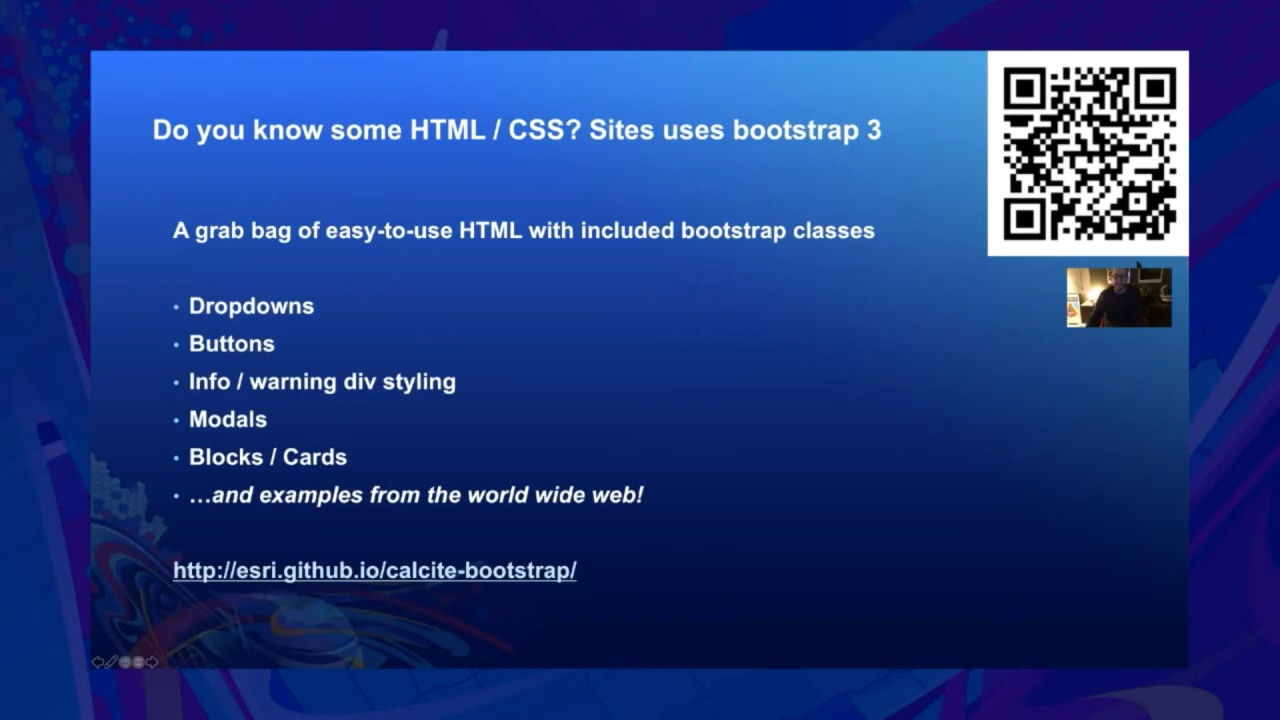 Do you know some HTML / CSS? Sites uses bootstrap 3
A grab bag of easy-to-use HTML with included bootstrap classes
• Dropdowns
• Buttons
• Info / warning div styling
• Modals
• Blocks / Cards
• …and examples from the world wide web!
http://esri.github.io/calcite-bootstrap/